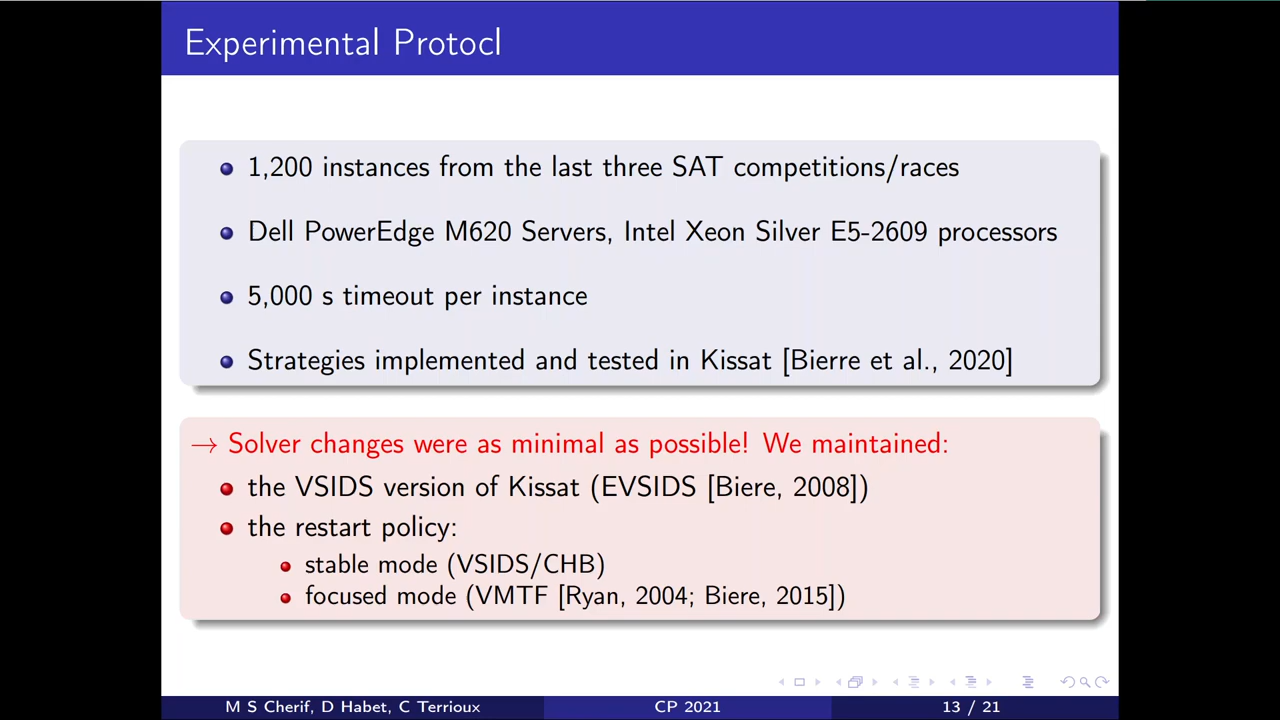 Experimental Protocl
1,200 instances from the last three SAT competitions/races
Dell PowerEdge M620 Servers, Intel Xeon Silver E5-2609 processors
5,000 s timeout per instance
Strategies implemented and tested in Kissat [Bierre et al., 2020]
→ Solver changes were as minimal as possible! We maintained:
the VSIDS version of Kissat (EVSIDS [Biere, 2008])
the restart policy:
stable mode (VSIDS/CHB)
focused mode (VMTF [Ryan, 2004; Biere, 2015])
M S Cherif, D Habet, C Terrioux CP 2021 13 / 21